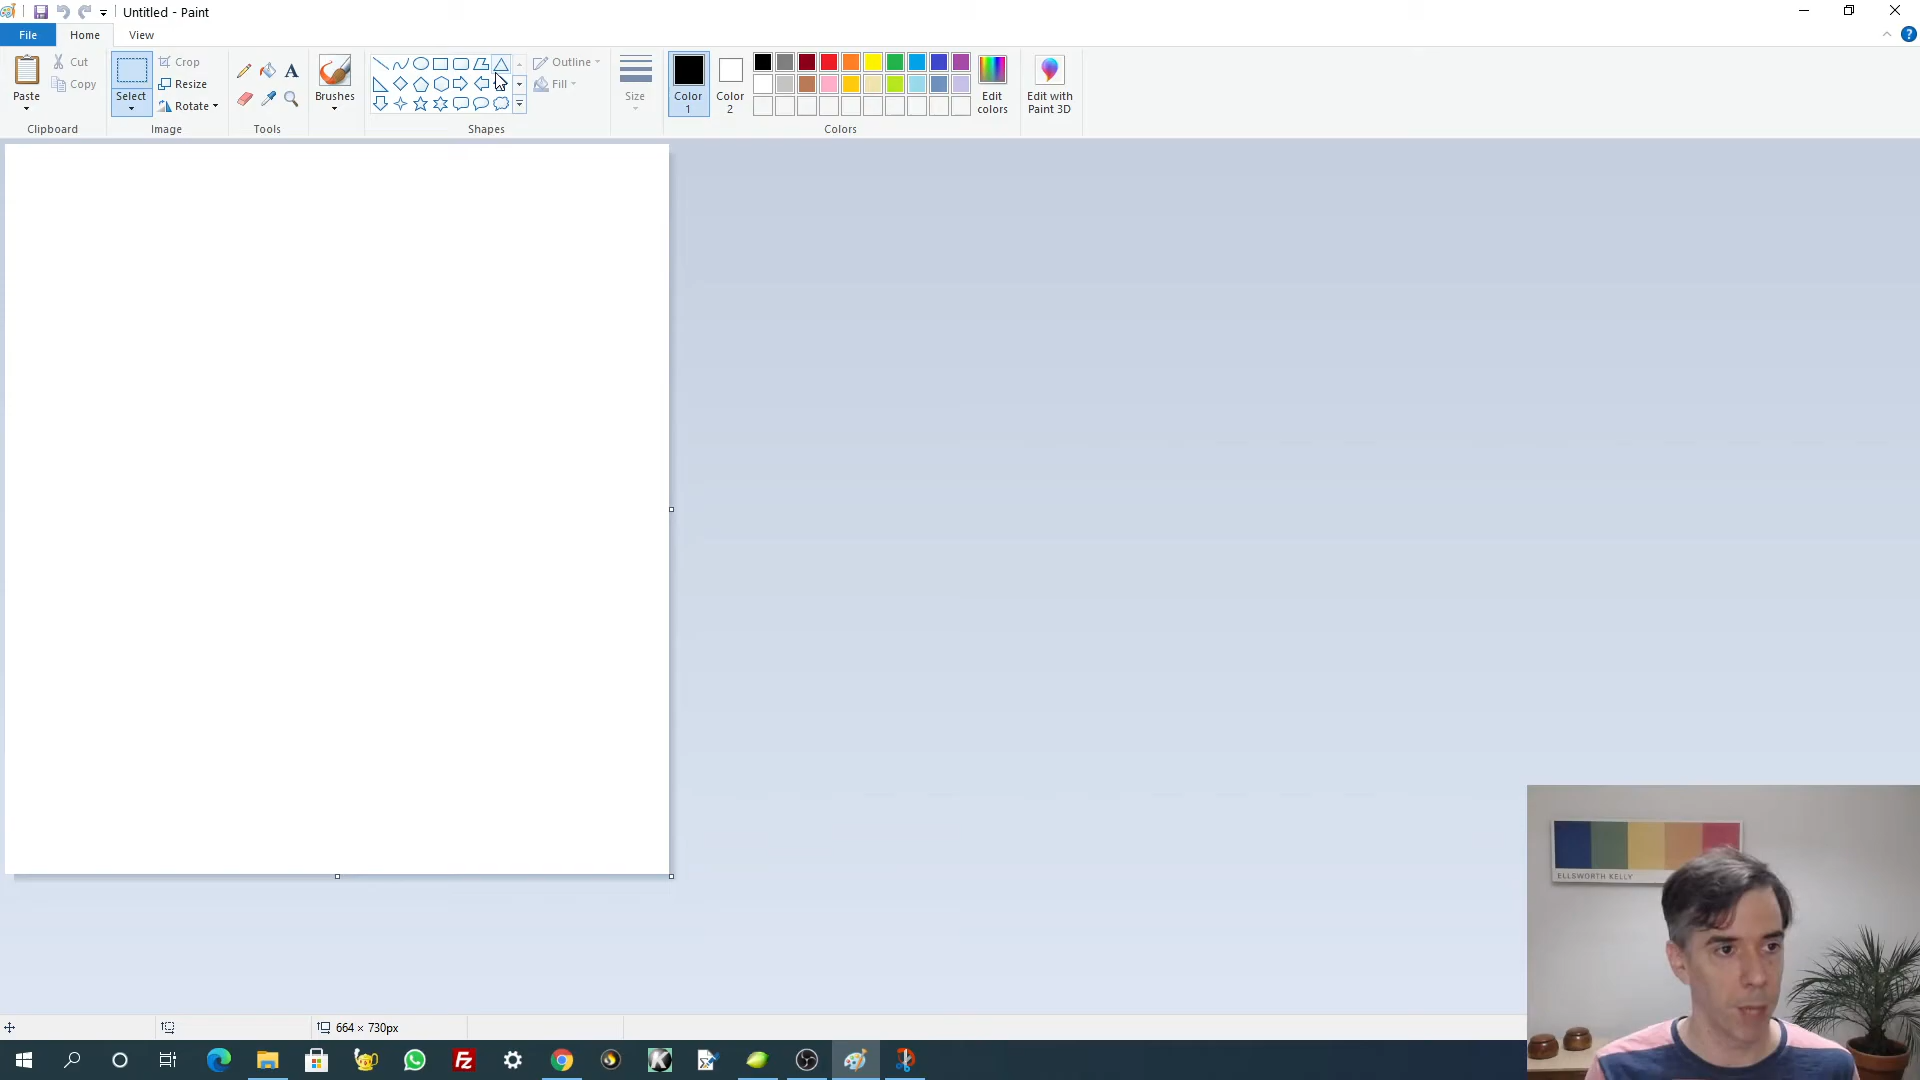 Untitled - Paint
File
Home
View
Paste
Cut
Copy
Clipboard
Select
Crop
Resize
Rotate
Image
A
Tools
Brushes
Shapes
Outline
Fill
Size
Color
1
Color
2
Colors
Edit
colors
Edit with
Paint 3D
?
664 × 730px
Fz
K
ELLSWORTH KELLY